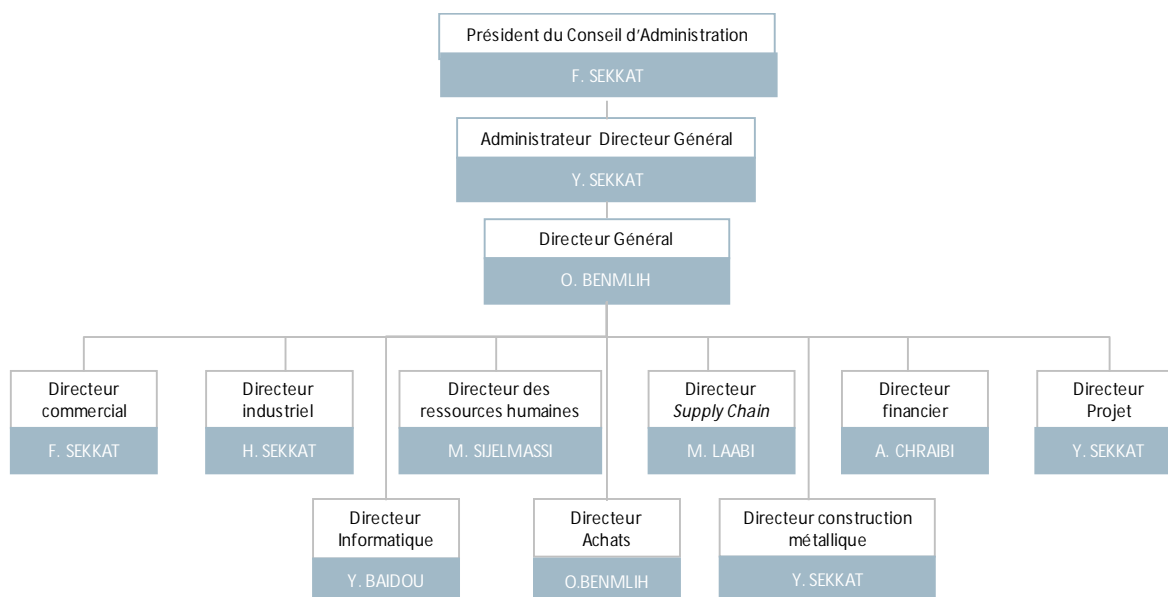 Président du Conseil d'Administration
F. SEKKAT
Administrateur Directeur Général
Y. SEKKAT
Directeur Général
O. BENMLIH
Directeur
commercial
F. SEKKAT
Directeur
industriel
H. SEKKAT
Directeur des
ressources humaines
M. SIJELMASSI
Directeur
Supply Chain
M. LAABI
Directeur
financier
A. CHRAIBI
Directeur
Projet
Y. SEKKAT
Directeur
Informatique
Y. BAIDOU
Directeur
Achats
O.BENMLIH
Directeur construction
métallique
Y. SEKKAT